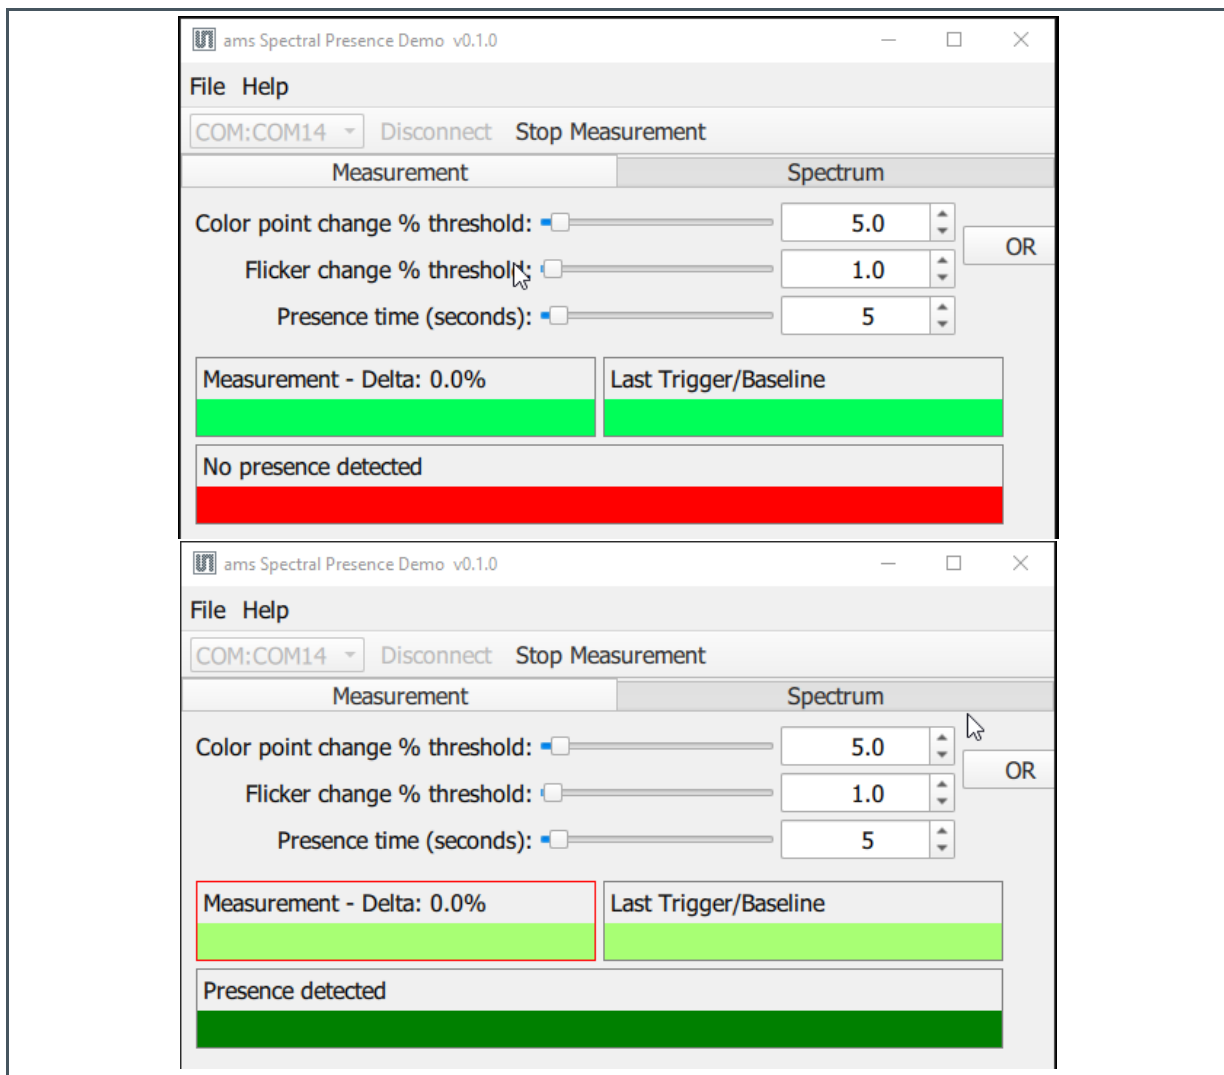 ams Spectral Presence Demo v0.1.0
File Help
COM:COM14 Disconnect Stop Measurement
Measurement Spectrum
Color point change % threshold: 5.0
OR
Flicker change % threshold: 1.0
Presence time (seconds): 5
Measurement - Delta: 0.0% Last Trigger/Baseline
No presence detected
ams Spectral Presence Demo v0.1.0
File Help
COM:COM14 Disconnect Stop Measurement
Measurement Spectrum
Color point change % threshold: 5.0
OR
Flicker change % threshold: 1.0
Presence time (seconds): 5
Measurement - Delta: 0.0% Last Trigger/Baseline
Presence detected